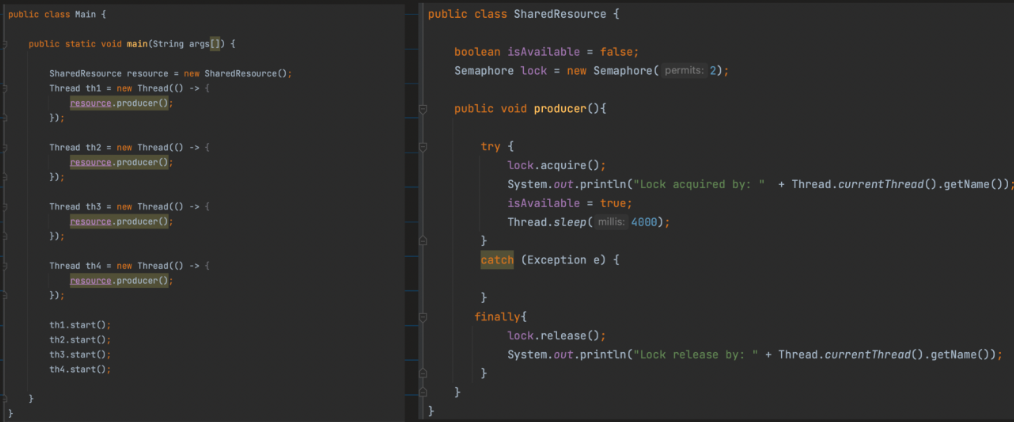 public class Main {
public static void main(String args[]) {
SharedResource resource = new SharedResource();
Thread th1 = new Thread(() -> {
resource.producer();
});
Thread th2 = new Thread(() -> {
resource.producer();
});
Thread th3 = new Thread(() -> {
resource.producer();
});
Thread th4 = new Thread(() -> {
resource.producer();
});
th1.start();
th2.start();
th3.start();
th4.start();
}
}
public class SharedResource {
boolean isAvailable = false;
Semaphore lock = new Semaphore( permits: 2);
public void producer(){
try {
lock.acquire();
System.out.println("Lock acquired by: " + Thread.currentThread().getName());
isAvailable = true;
Thread.sleep( millis: 4000);
}
catch (Exception e) {
}
finally{
lock.release();
System.out.println("Lock release by: " + Thread.currentThread().getName());
}
}
}